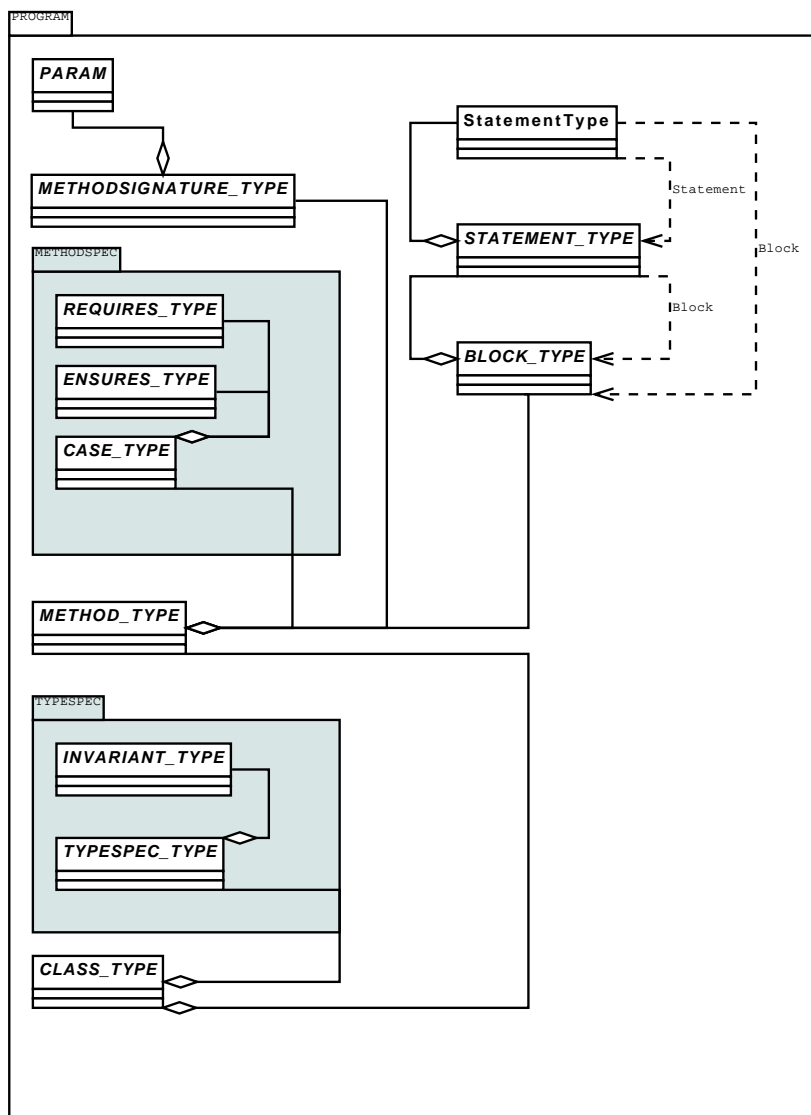 PROGRAM
PARAM
StatementType
METHODSIGNATURE_TYPE
Statement
STATEMENT_TYPE
Block
METHODSPEC
REQUIRES_TYPE
Block
BLOCK_TYPE
ENSURES_TYPE
CASE_TYPE
METHOD_TYPE
TYPESPEC
INVARIANT_TYPE
TYPESPEC_TYPE
CLASS_TYPE